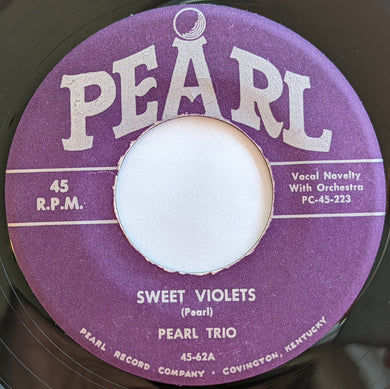 PEARL
45
R.P.M.
Vocal Novelty
With Orchestra
PC-45-223
SWEET VIOLETS
(Pearl)
PEARL TRIO
45-62A
PEARL RECORD COMPANY • COVINGTON, KENTUCKY